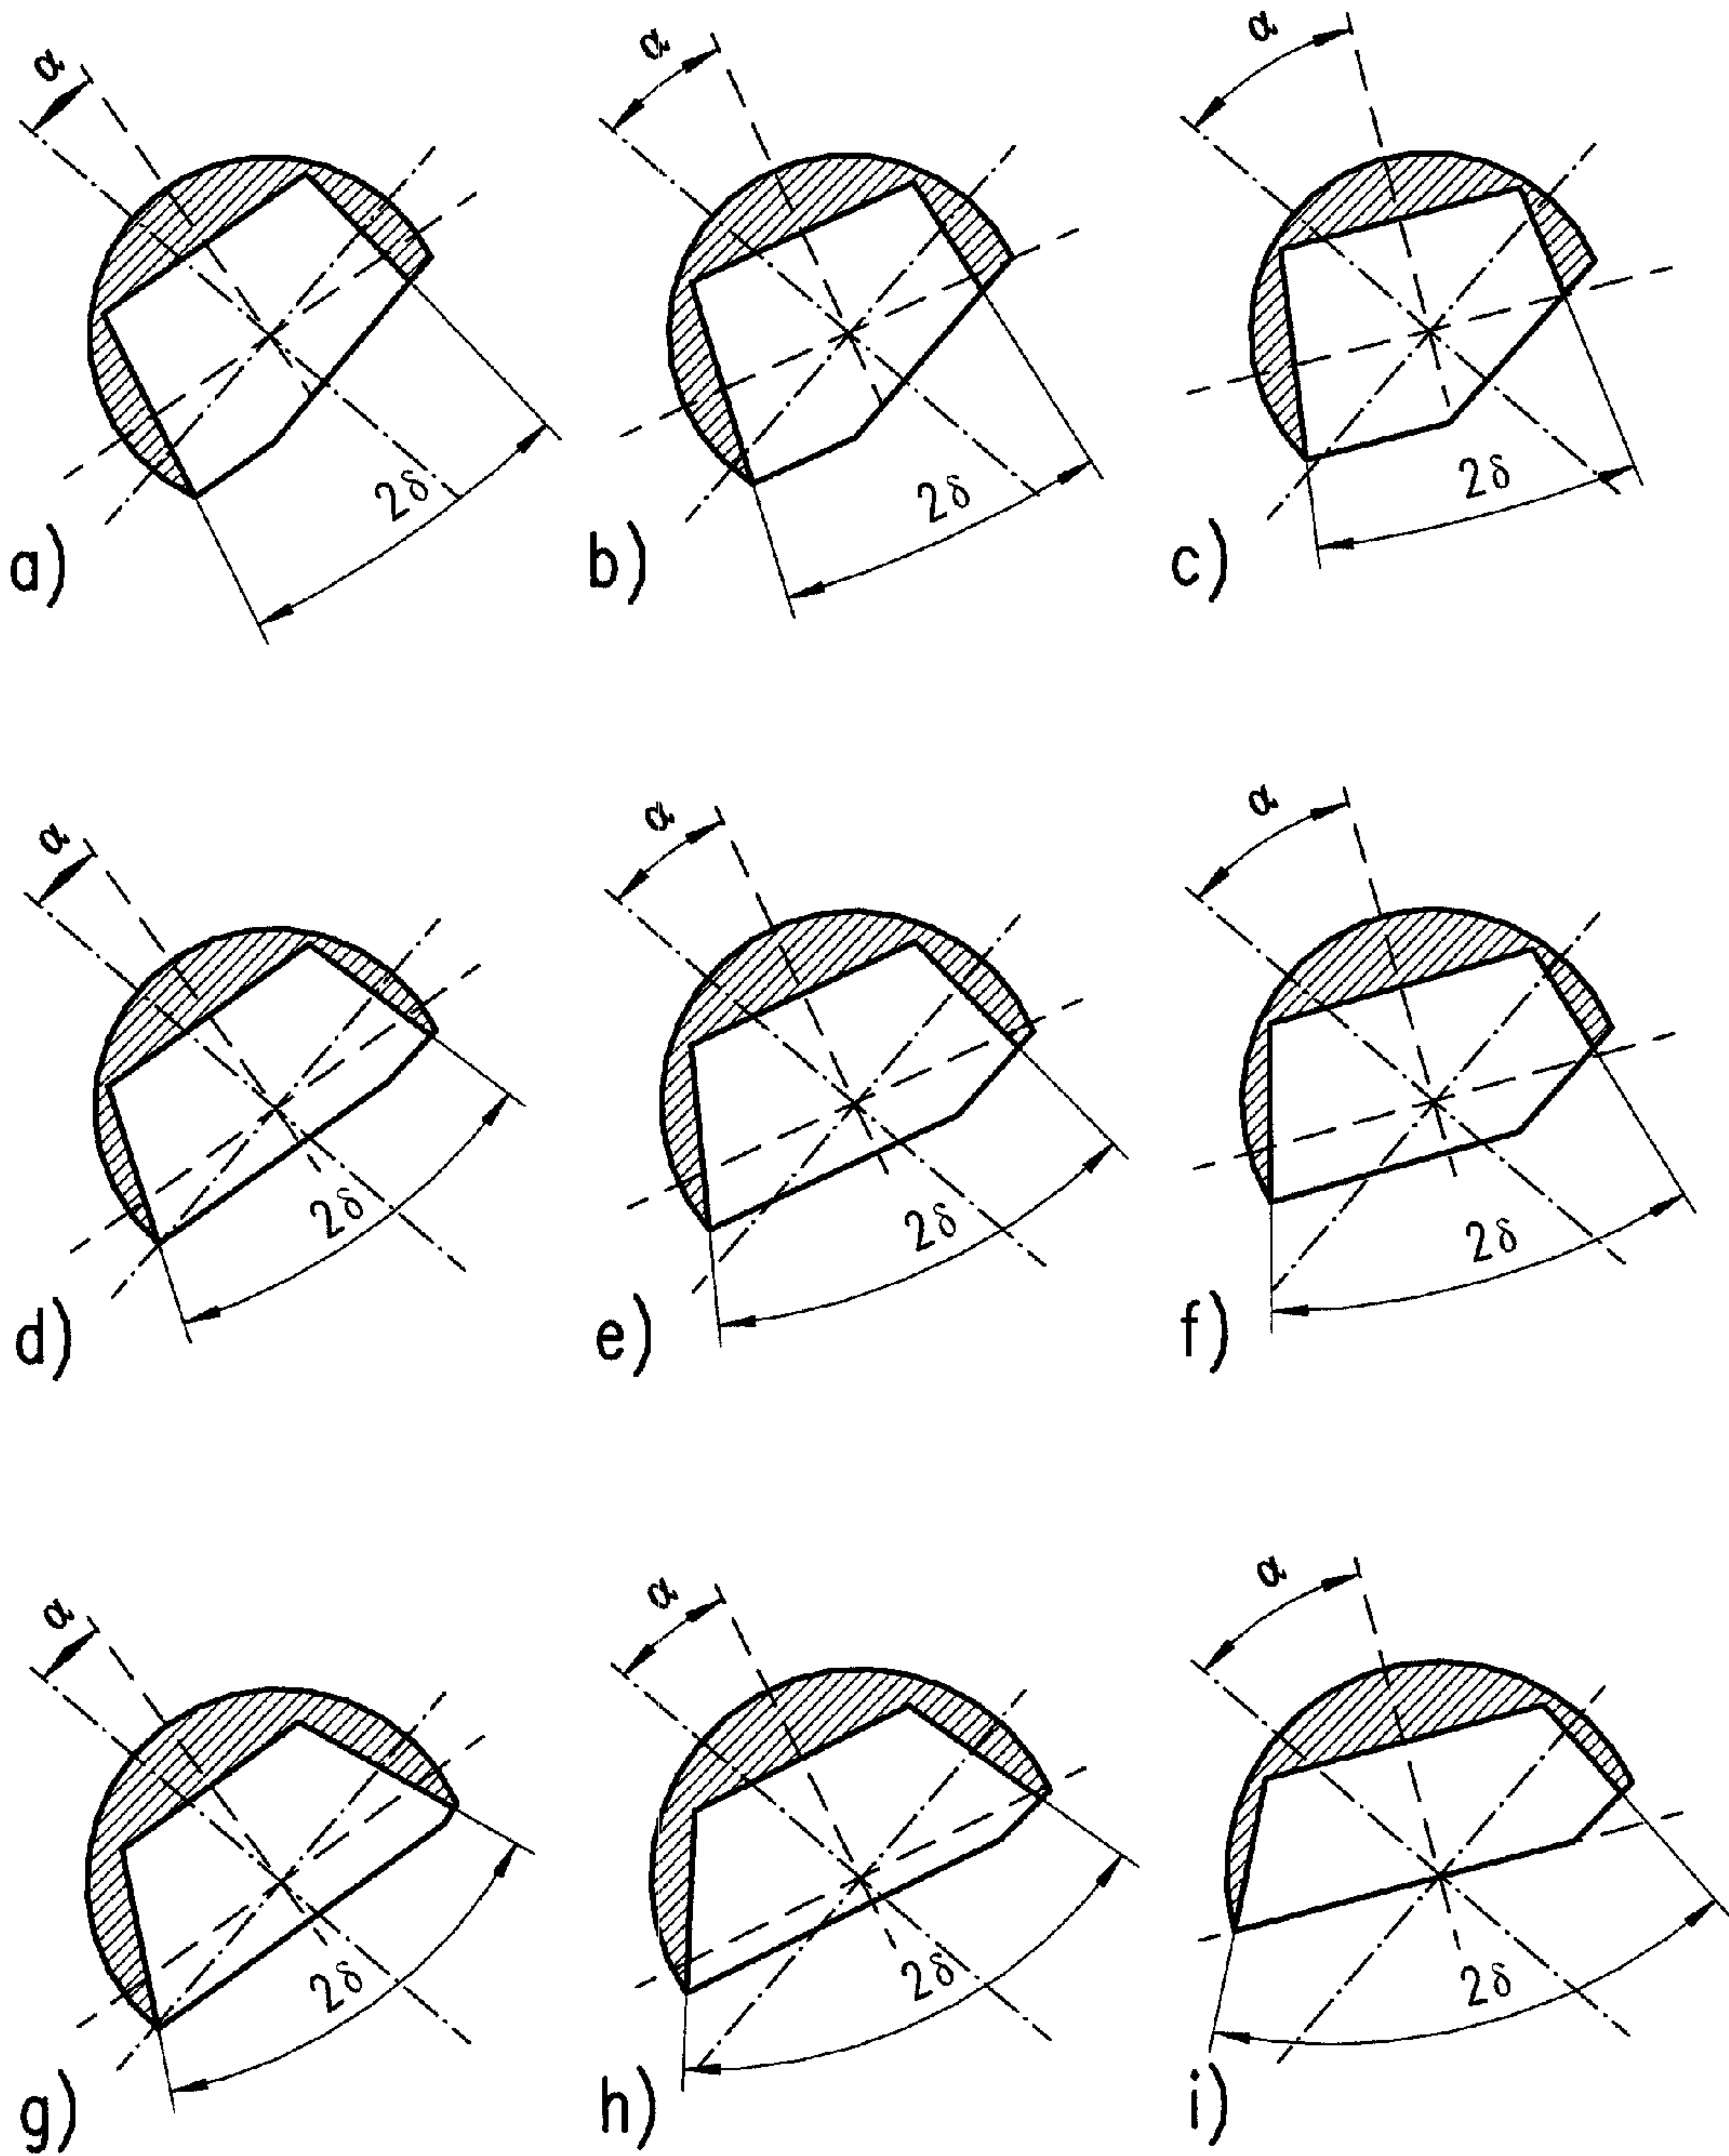 α α α
2δ 2δ 2δ
a) b) c)
α α α
2δ 2δ 2δ
d) e) f)
α α α
2δ 2δ 2δ
g) h) i)